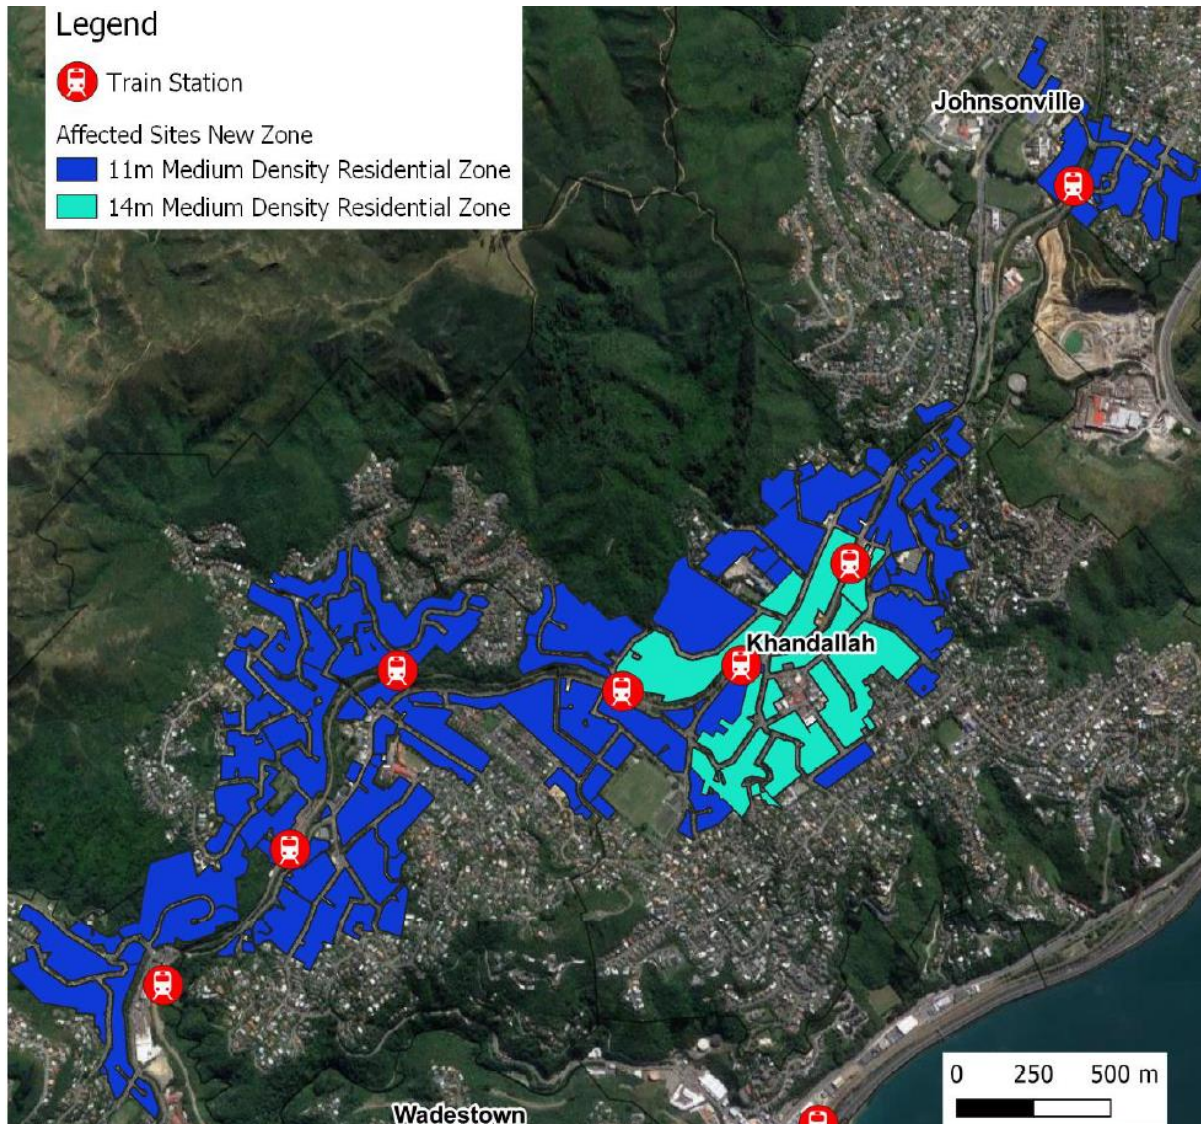 Legend
Train Station
Affected Sites New Zone
11m Medium Density Residential Zone
14m Medium Density Residential Zone
Johnsonville
Khandallah
Wadestown
0 250 500 m